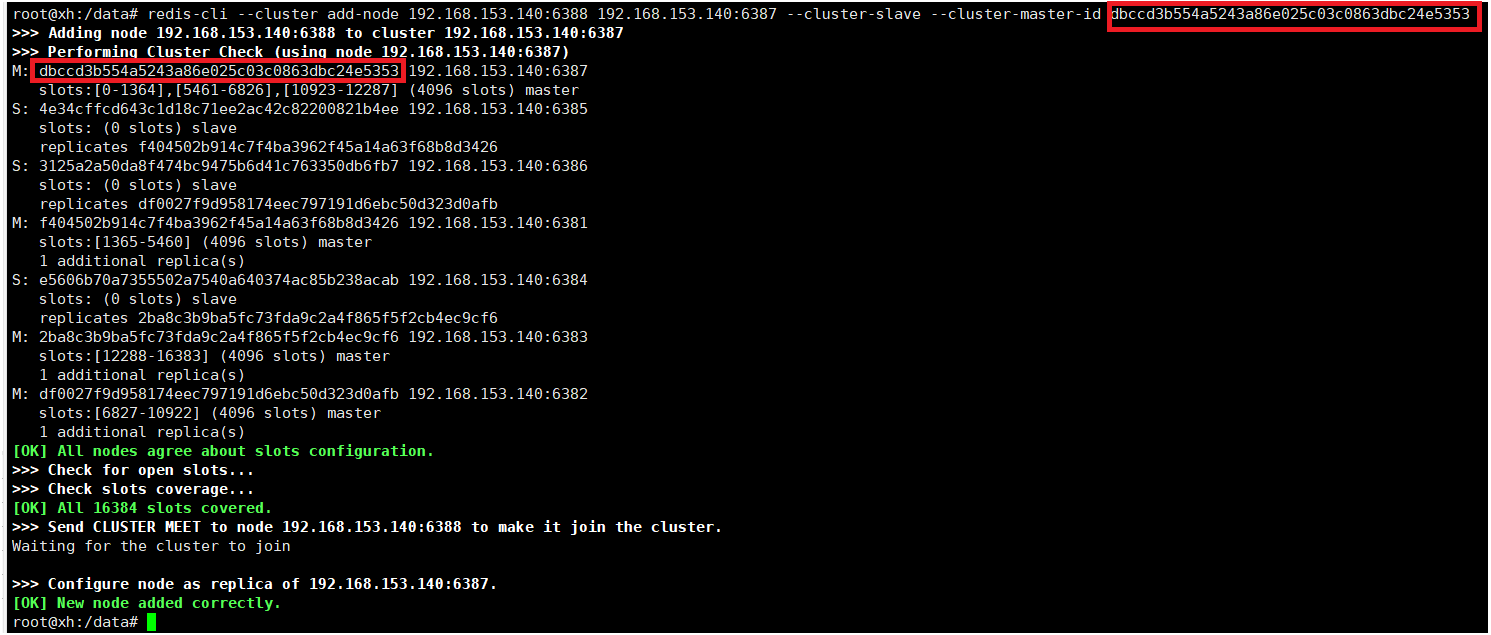 root@xh:/data# redis-cli --cluster add-node 192.168.153.140:6388 192.168.153.140:6387 --cluster-slave --cluster-master-id dbccd3b554a5243a86e025c03c0863dbc24e5353
>>> Adding node 192.168.153.140:6388 to cluster 192.168.153.140:6387
>>> Performing Cluster Check (using node 192.168.153.140:6387)
M: dbccd3b554a5243a86e025c03c0863dbc24e5353 192.168.153.140:6387
   slots:[0-1364],[5461-6826],[10923-12287] (4096 slots) master
S: 4e34cffcd643c1d18c71ee2ac42c82200821b4ee 192.168.153.140:6385
   slots: (0 slots) slave
   replicates f404502b914c7f4ba3962f45a14a63f68b8d3426
S: 3125a2a50da8f474bc9475b6d41c763350db6fb7 192.168.153.140:6386
   slots: (0 slots) slave
   replicates df0027f9d958174eec797191d6ebc50d323d0afb
M: f404502b914c7f4ba3962f45a14a63f68b8d3426 192.168.153.140:6381
   slots:[1365-5460] (4096 slots) master
   1 additional replica(s)
S: e5606b70a7355502a7540a640374ac85b238acab 192.168.153.140:6384
   slots: (0 slots) slave
   replicates 2ba8c3b9ba5fc73fda9c2a4f865f5f2cb4ec9cf6
M: 2ba8c3b9ba5fc73fda9c2a4f865f5f2cb4ec9cf6 192.168.153.140:6383
   slots:[12288-16383] (4096 slots) master
   1 additional replica(s)
M: df0027f9d958174eec797191d6ebc50d323d0afb 192.168.153.140:6382
   slots:[6827-10922] (4096 slots) master
   1 additional replica(s)
[OK] All nodes agree about slots configuration.
>>> Check for open slots...
>>> Check slots coverage...
[OK] All 16384 slots covered.
>>> Send CLUSTER MEET to node 192.168.153.140:6388 to make it join the cluster.
Waiting for the cluster to join
>>> Configure node as replica of 192.168.153.140:6387.
[OK] New node added correctly.
root@xh:/data#